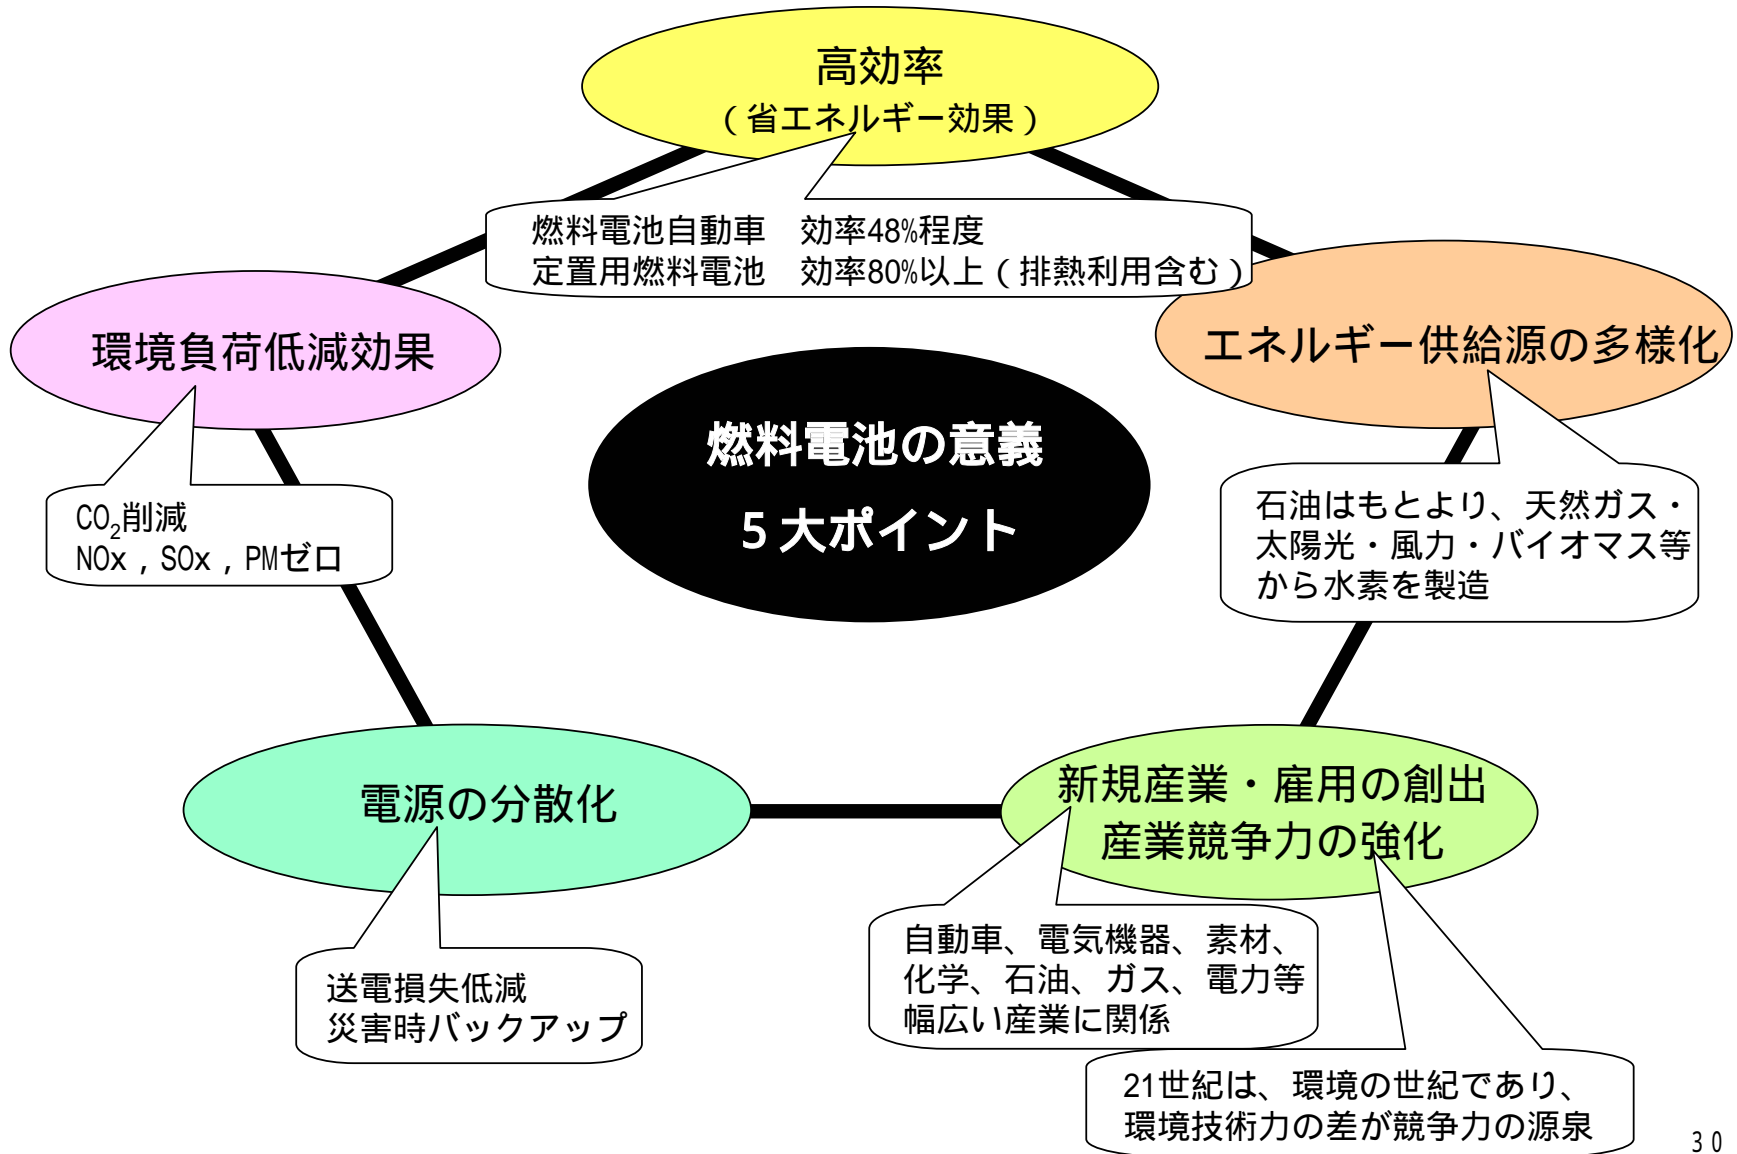 高効率
（省エネルギー効果）
燃料電池自動車　効率48%程度
定置用燃料電池　効率80%以上（排熱利用含む）
環境負荷低減効果
CO₂削減
NOx，SOx，PMゼロ
エネルギー供給源の多様化
石油はもとより、天然ガス・
太陽光・風力・バイオマス等
から水素を製造
燃料電池の意義
５大ポイント
電源の分散化
送電損失低減
災害時バックアップ
新規産業・雇用の創出
産業競争力の強化
自動車、電気機器、素材、
化学、石油、ガス、電力等
幅広い産業に関係
21世紀は、環境の世紀であり、
環境技術力の差が競争力の源泉
３０